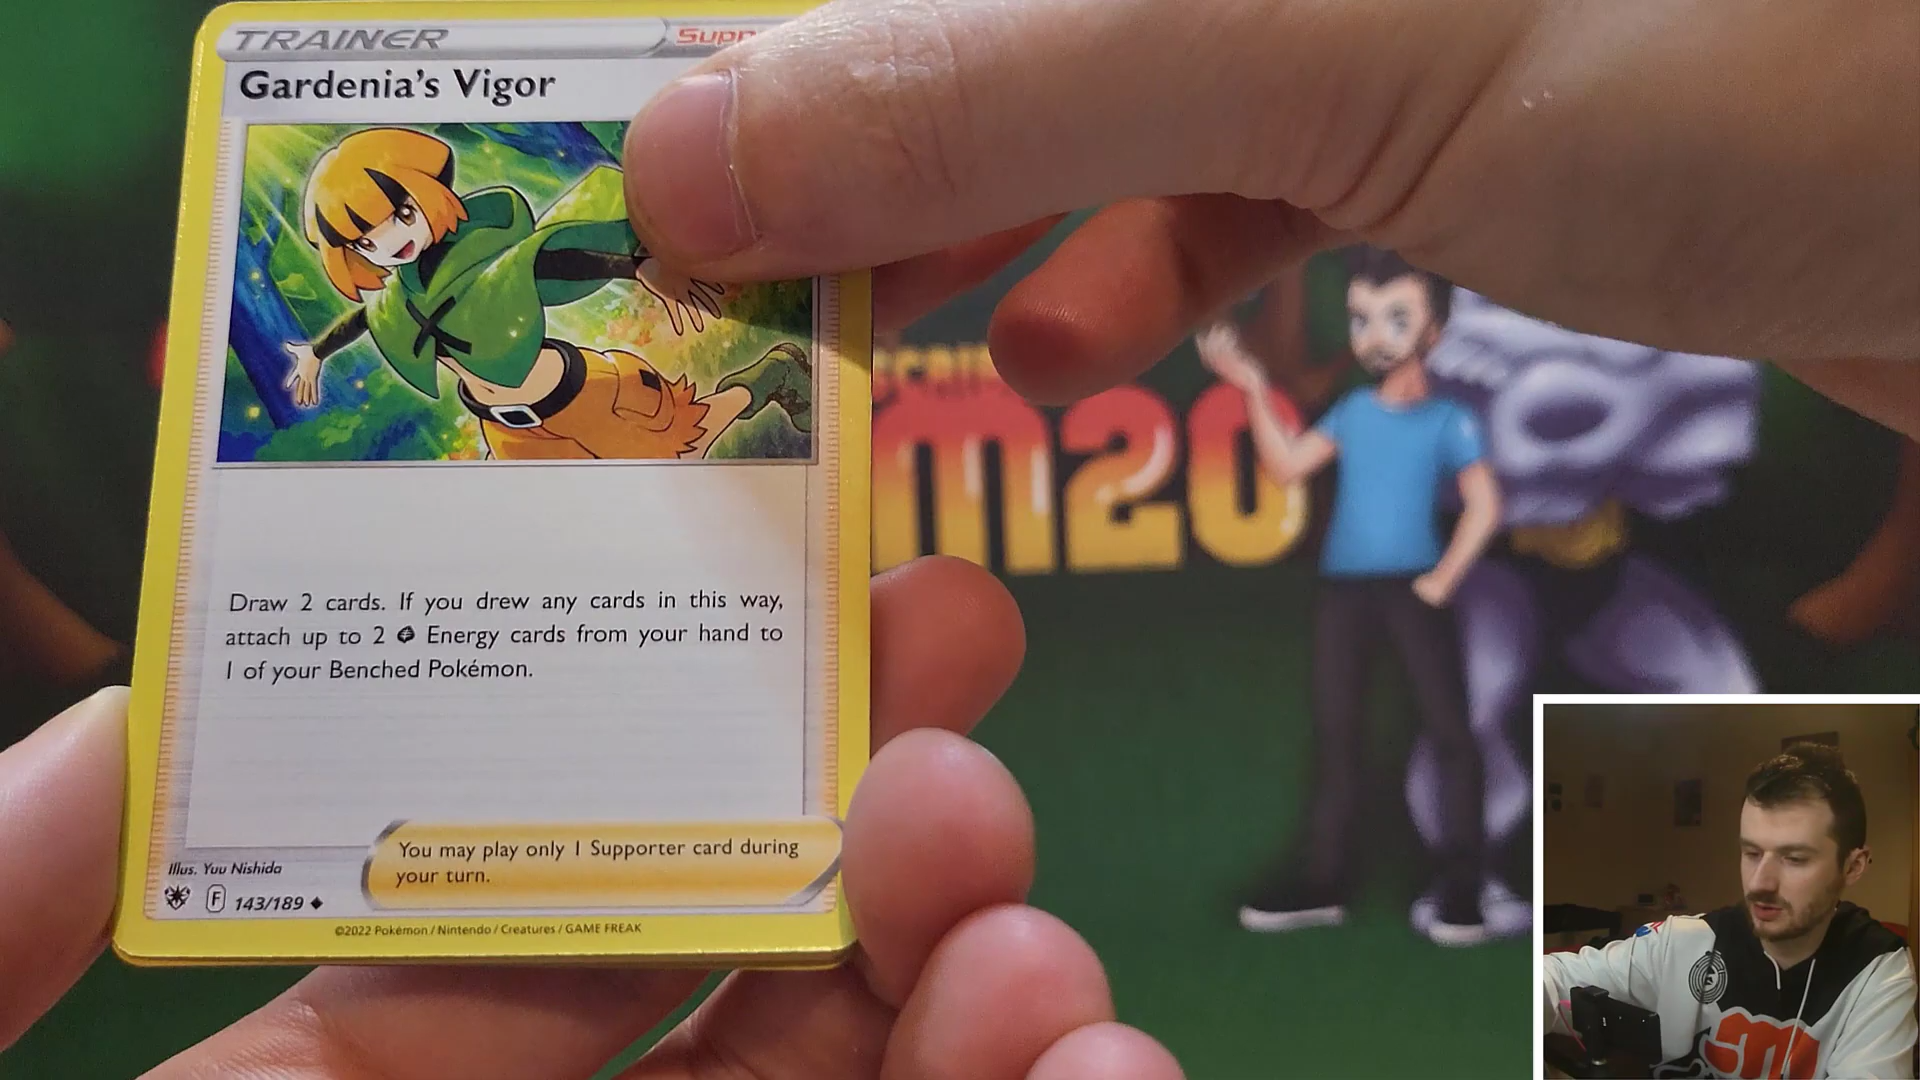 TRAINER
Gardenia's Vigor
Draw 2 cards. If you drew any cards in this way,
attach up to 2 Energy cards from your hand to
1 of your Benched Pokémon.
You may play only 1 Supporter card during
your turn.
Illus. Yuu Nishida
F 143/189
©2022 Pokémon / Nintendo / Creatures / GAME FREAK
M20